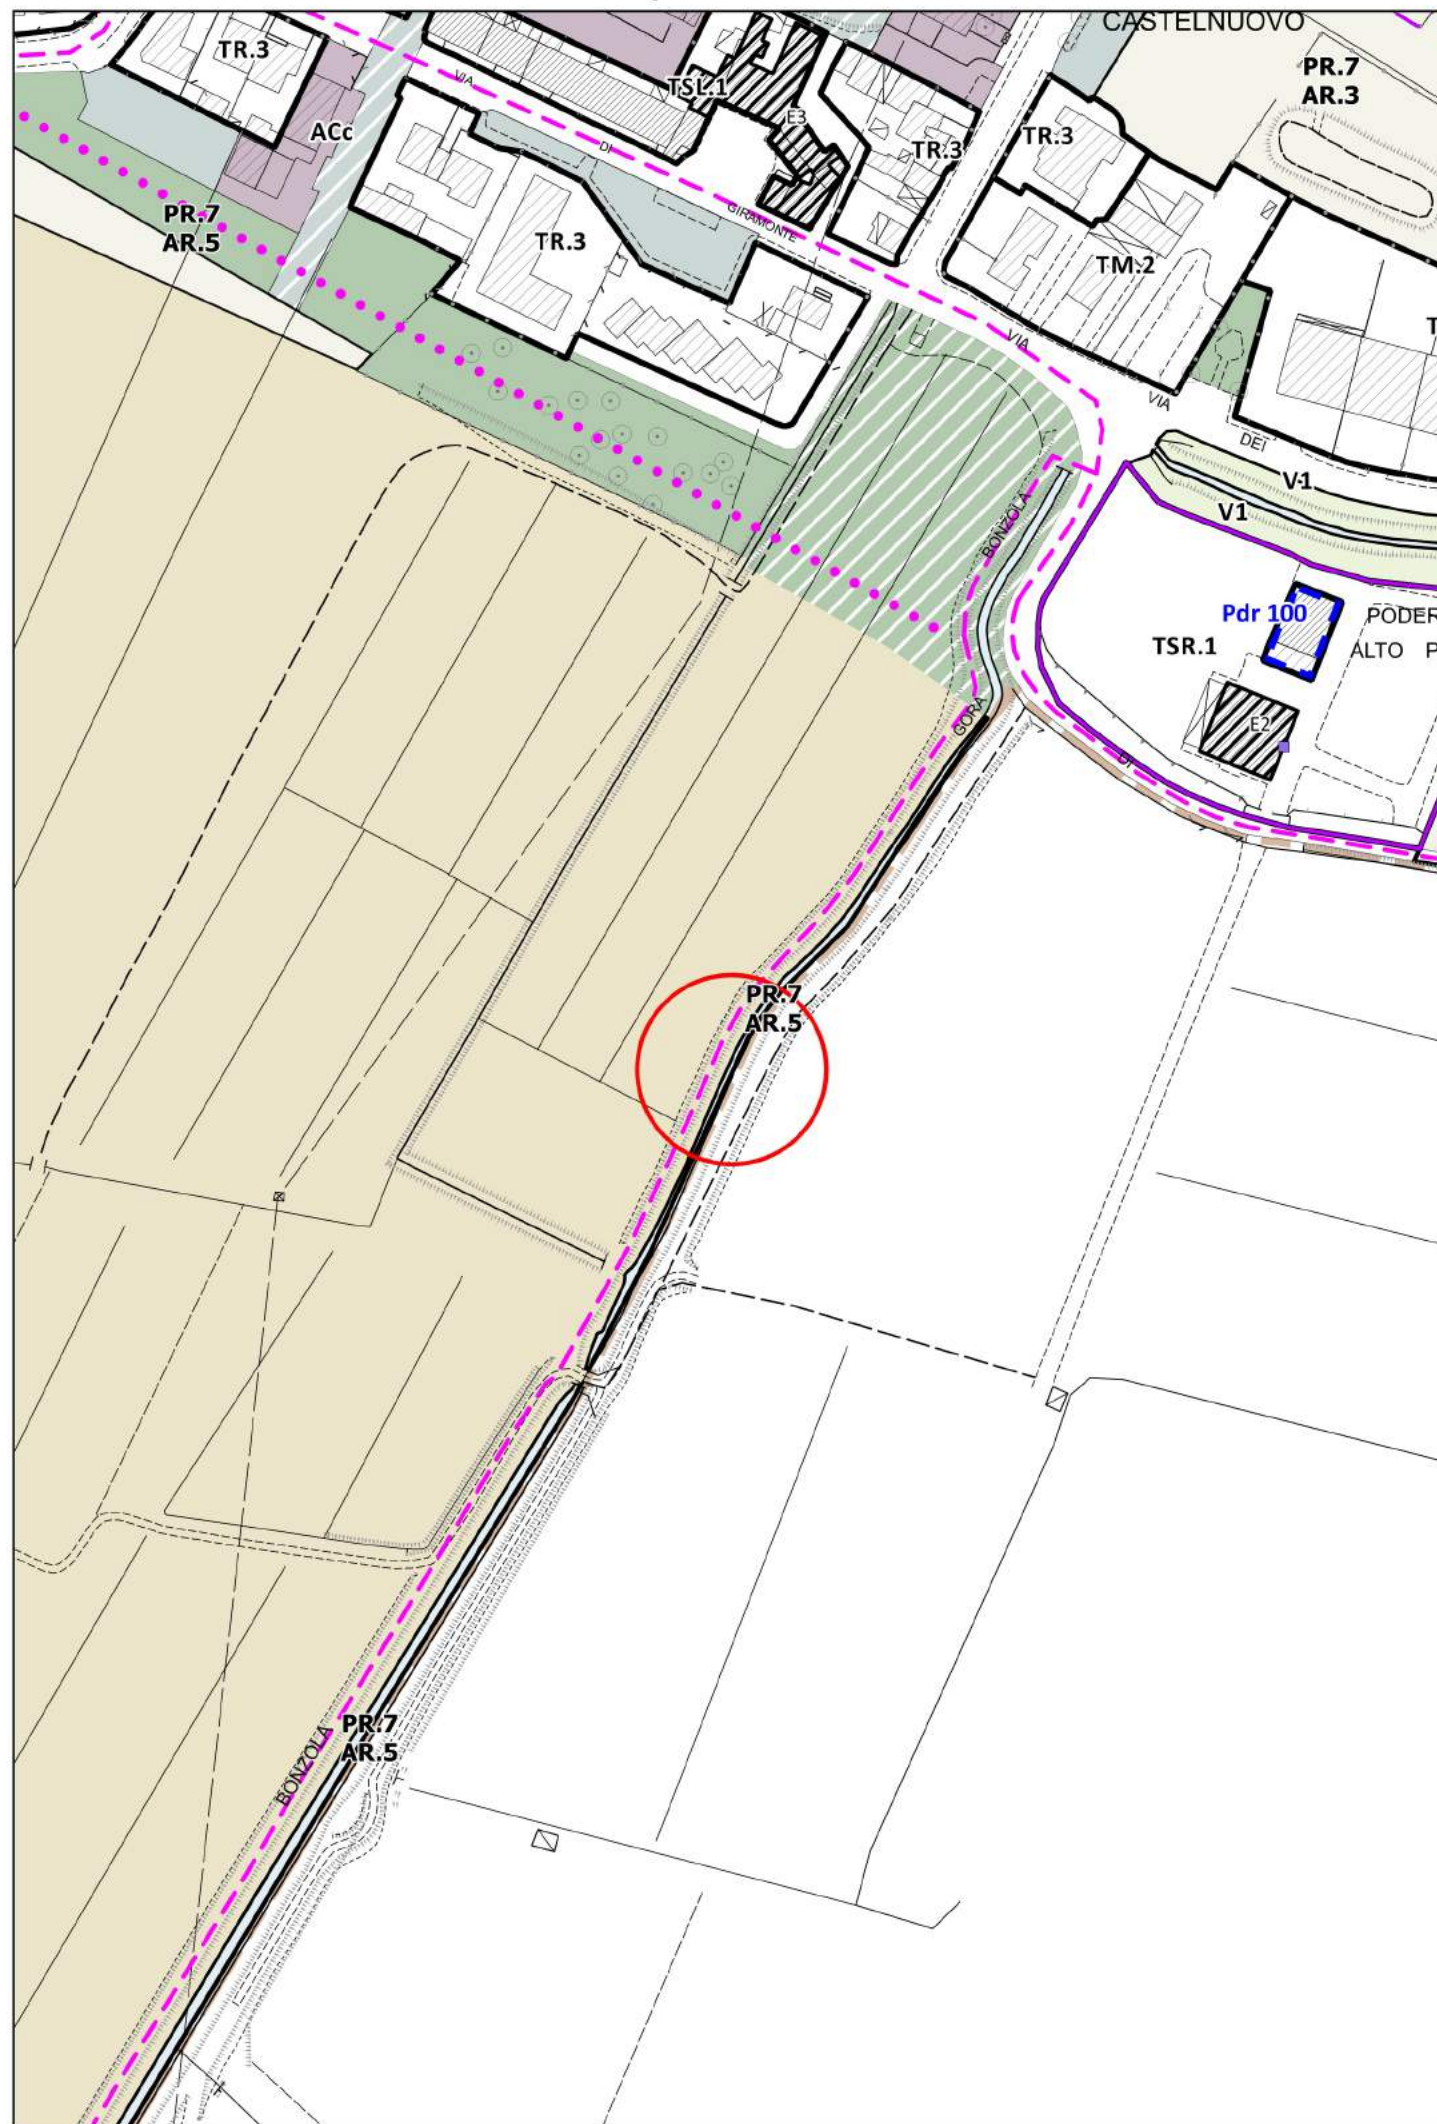 CASTELNUOVO
TR.3
PR.7
AR.3
VIA
TSL.1
E3
ACc
DI
TR.3
TR.3
PR.7
AR.5
GIRAMONTE
TR.3
TM.2
VIA
VIA
DEI
V1
V1
BONZOLA
Pdr 100
PODER
TSR.1
ALTO P
GORA
E2
DI
PR.7
AR.5
PR.7
AR.5
BONZOLA